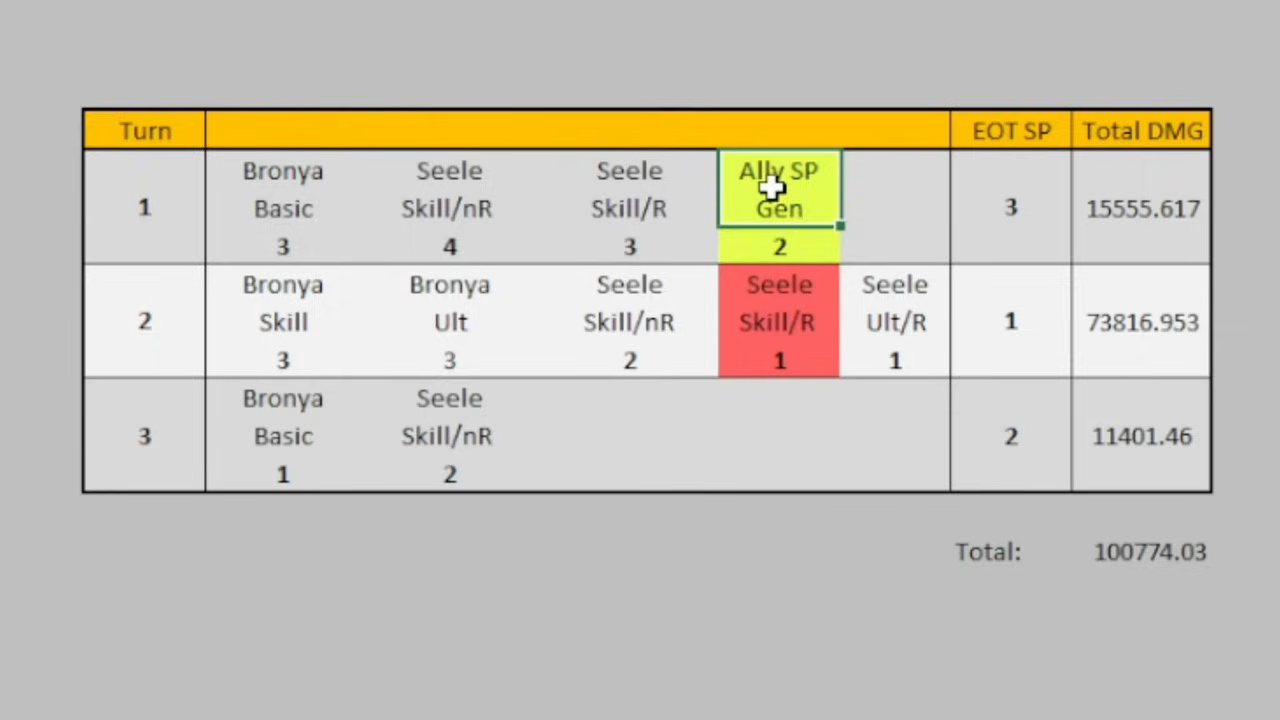 Turn EOT SP Total DMG
Bronya Seele Seele Ally SP
1 Basic Skill/nR Skill/R Gen 3 15555.617
3 4 3 2
Bronya Bronya Seele Seele Seele
2 Skill Ult Skill/nR Skill/R Ult/R 1 73816.953
3 3 2 1 1
Bronya Seele
3 Basic Skill/nR 2 11401.46
1 2
Total: 100774.03